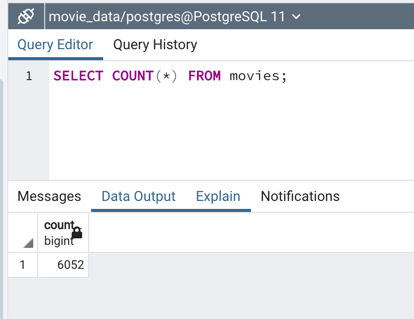 movie_data/postgres@PostgreSQL 11
Query Editor Query History
1 SELECT COUNT(*) FROM movies;
Messages Data Output Explain Notifications
count
bigint
1 6052